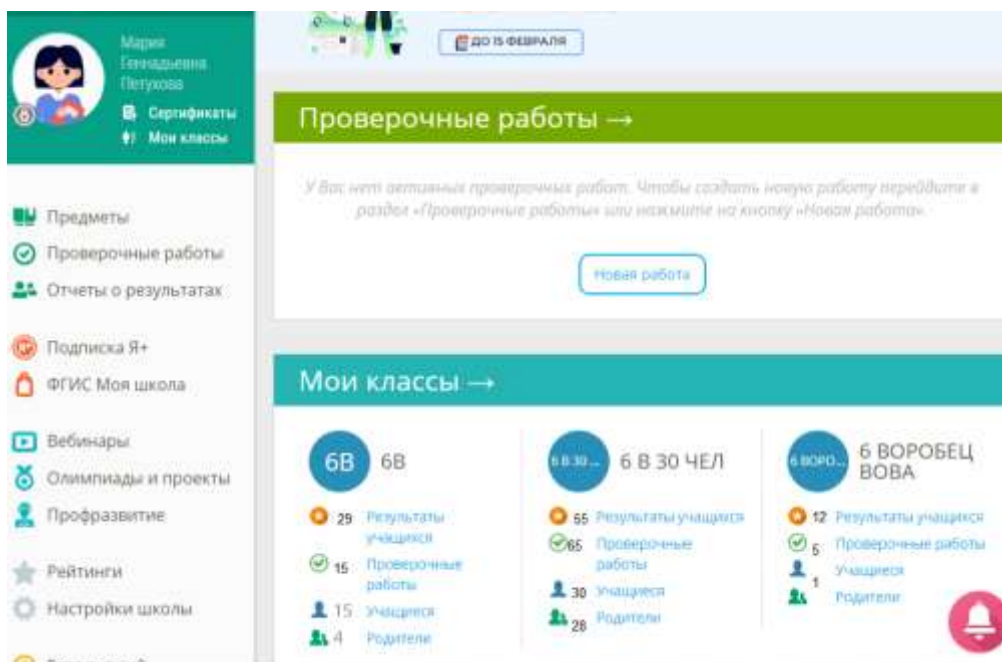 Мария
Геннадьевна
Петухова
Сертификаты
Мои классы
Предметы
Проверочные работы
Отчеты о результатах
Подписка Я+
ФГИС Моя школа
Вебинары
Олимпиады и проекты
Профразвитие
Рейтинги
Настройки школы
ДО 15 ФЕВРАЛЯ
Проверочные работы →
У Вас нет активных проверочных работ. Чтобы создать новую работу перейдите в
раздел «Проверочные работы» или нажмите на кнопку «Новая работа».
Новая работа
Мои классы →
6В 6В
29 Результаты
учащихся
15 Проверочные
работы
15 Учащиеся
4 Родители
6 В 30 ... 6 В 30 ЧЕЛ
55 Результаты учащихся
65 Проверочные
работы
30 Учащиеся
28 Родители
6 ВОРО... 6 ВОРОБЕЦ
ВОВА
12 Результаты учащихся
5 Проверочные работы
1 Учащиеся
Родители